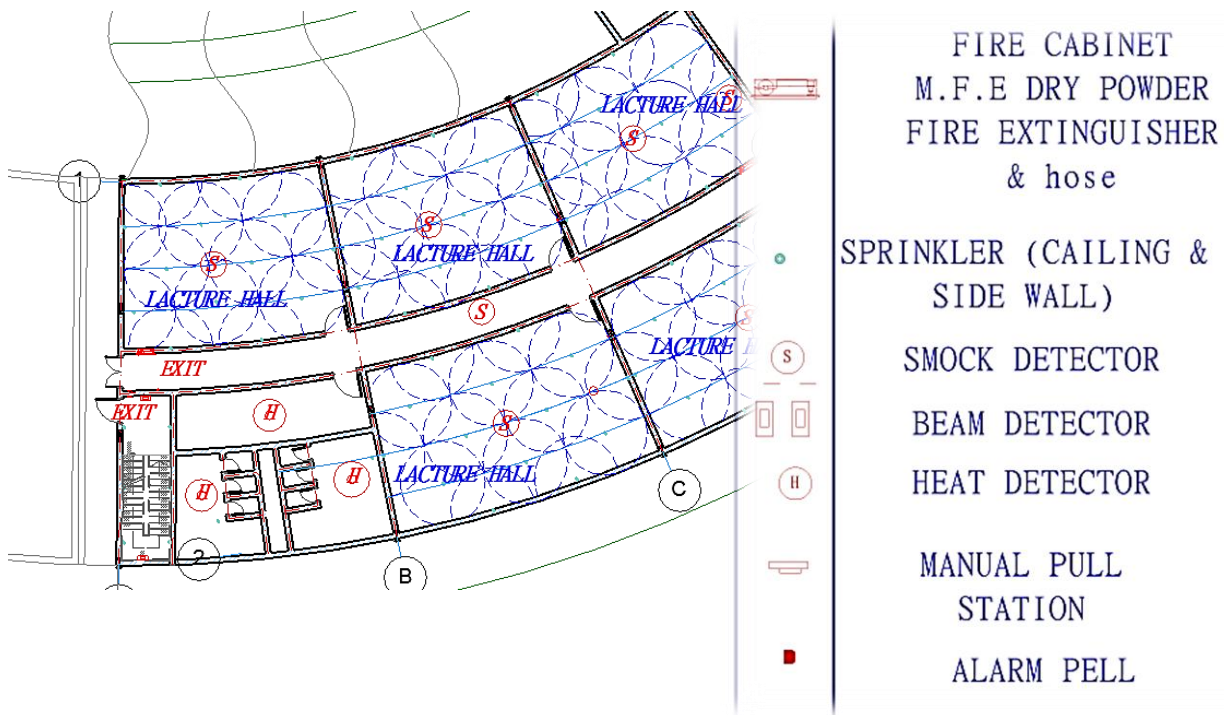 1
LACTURE HALL
S
S
S
LACTURE HALL
S
LACTURE HALL
S
EXIT
LACTURE
S
EXIT
H
S
H
H
LACTURE HALL
C
2
B
FIRE CABINET
M.F.E DRY POWDER
FIRE EXTINGUISHER
& hose
SPRINKLER (CAILING &
SIDE WALL)
S
SMOCK DETECTOR
BEAM DETECTOR
H
HEAT DETECTOR
MANUAL PULL
STATION
ALARM PELL